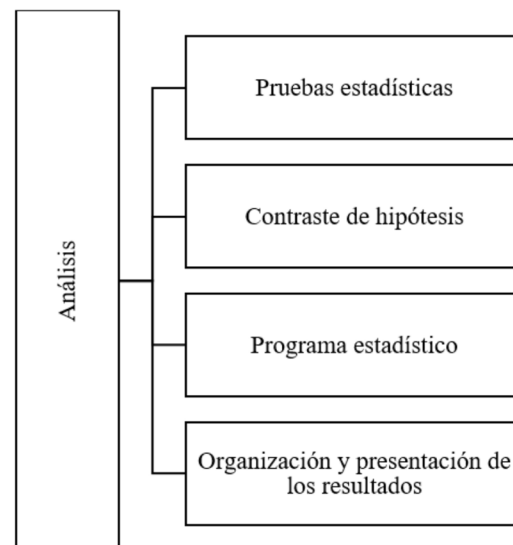 Análisis
Pruebas estadísticas
Contraste de hipótesis
Programa estadístico
Organización y presentación de
los resultados